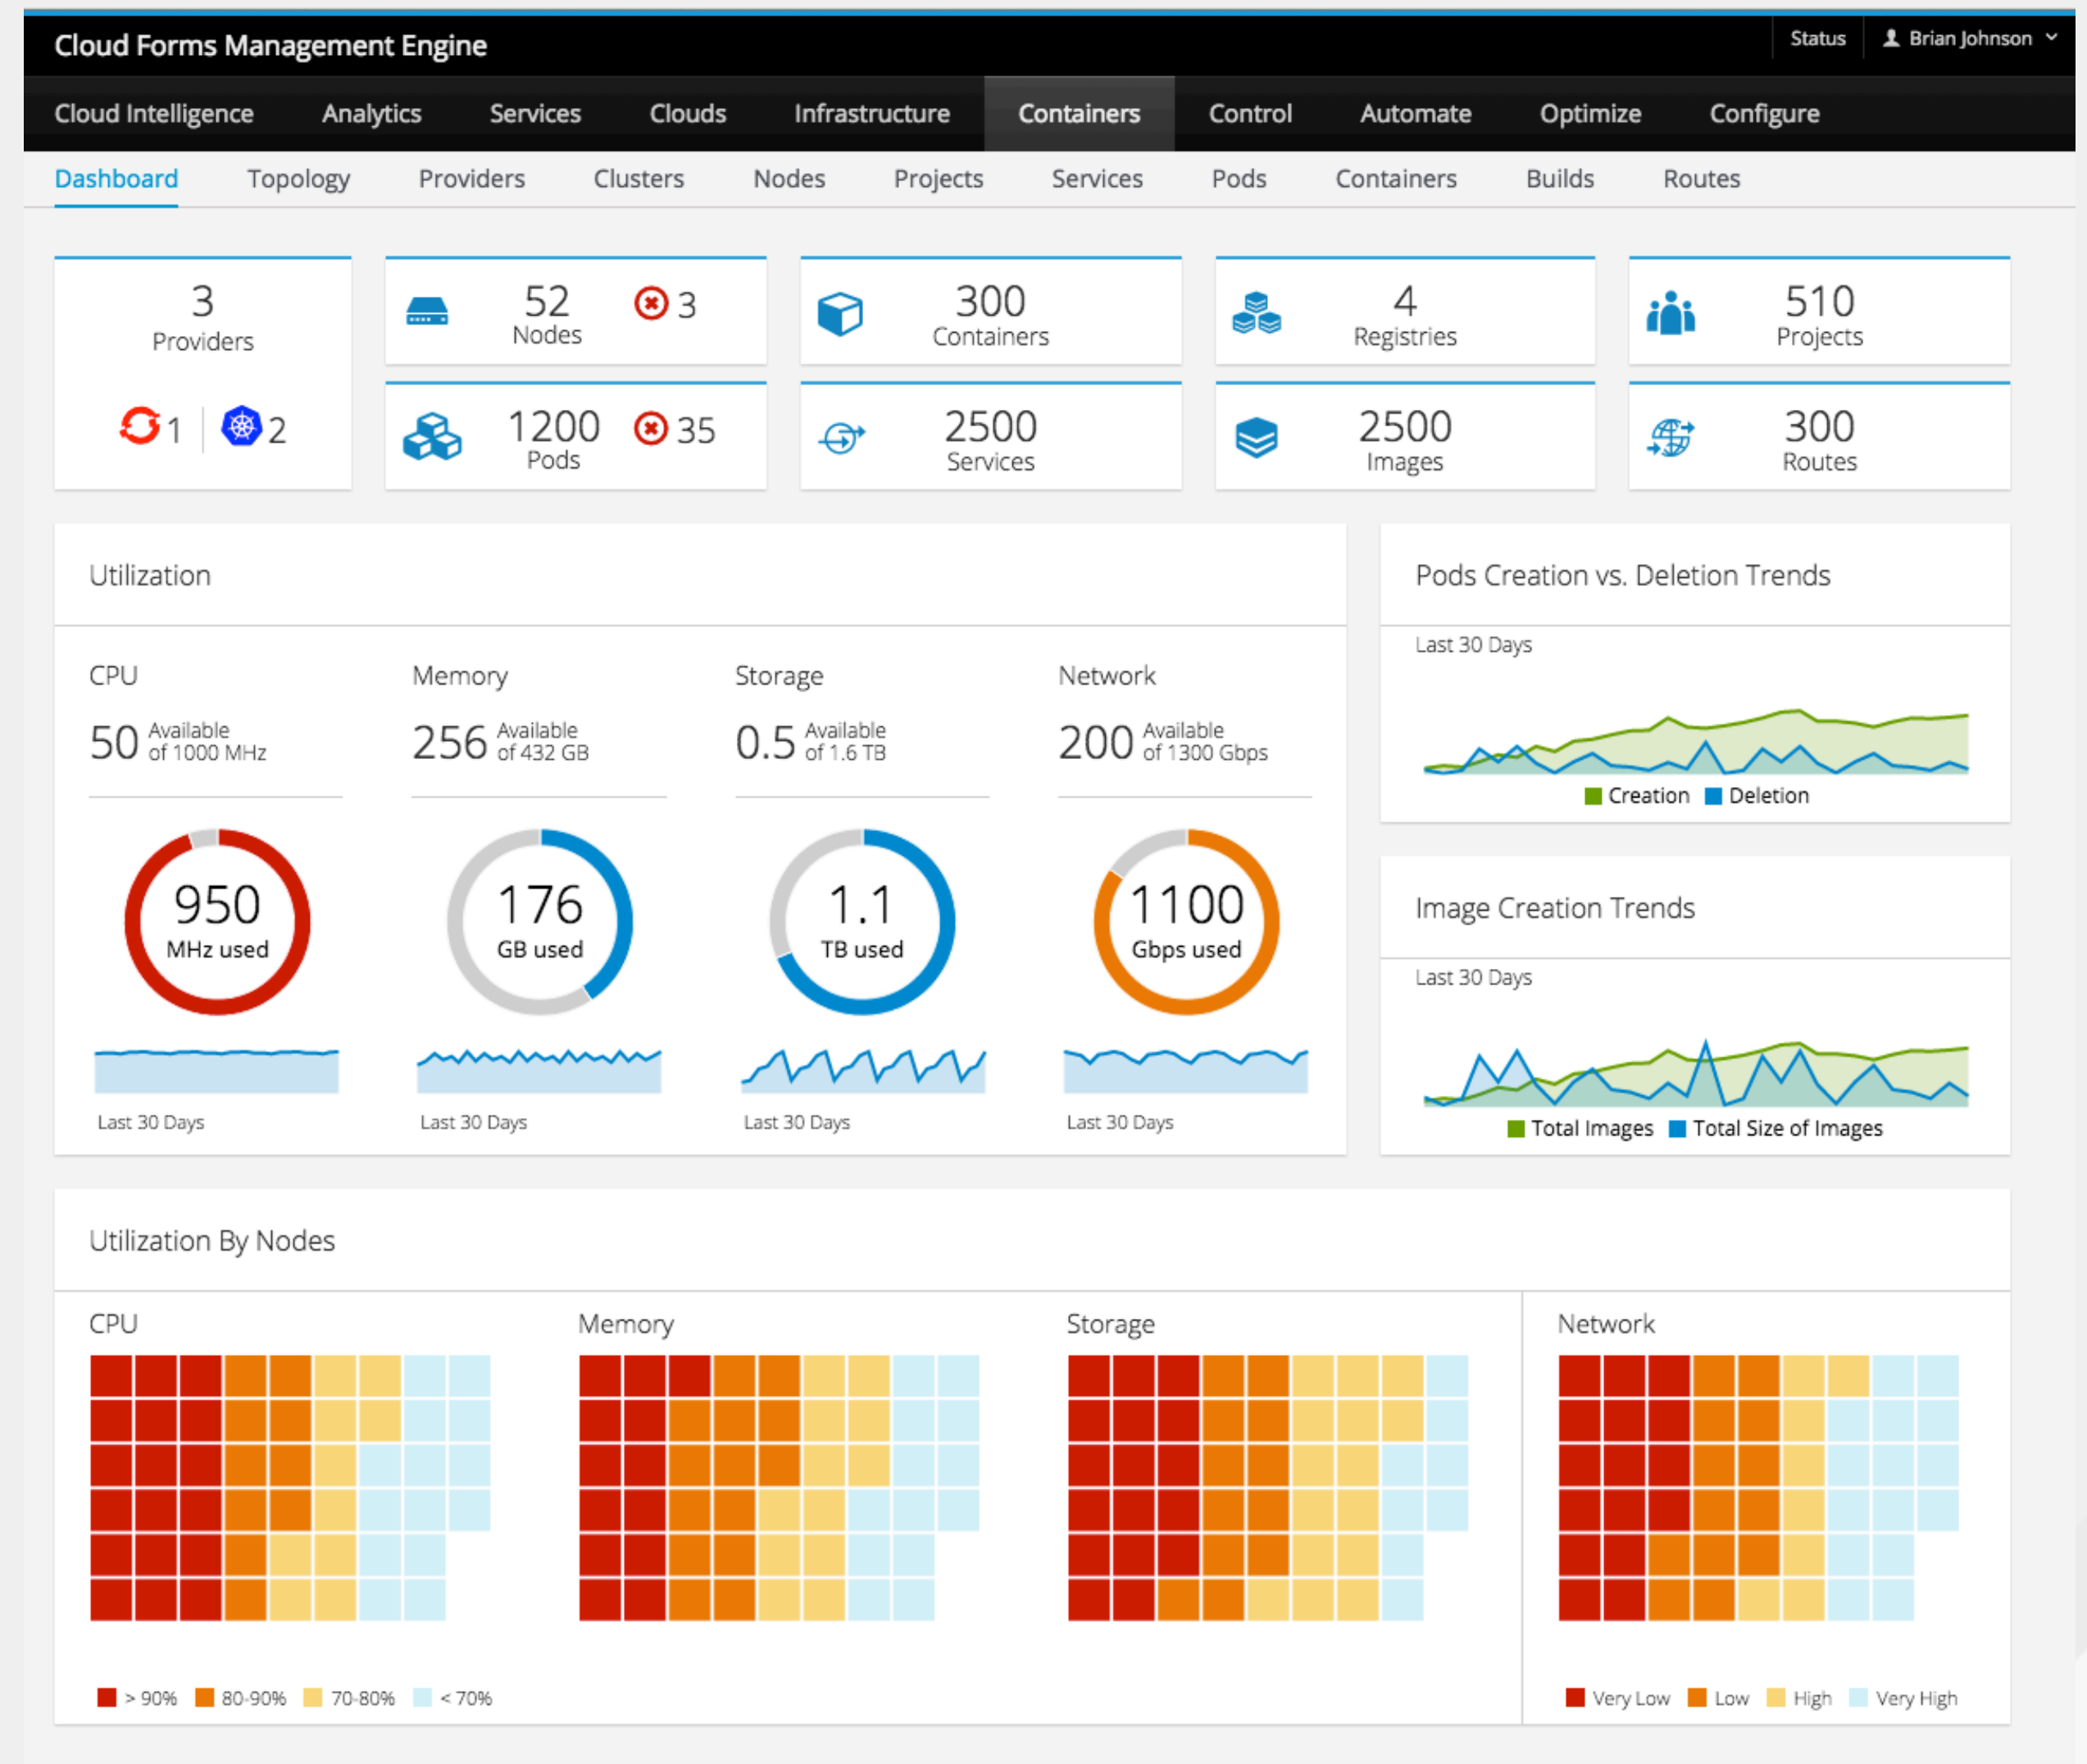 Cloud Forms Management Engine
Status
Brian Johnson
Cloud Intelligence Analytics Services Clouds Infrastructure Containers Control Automate Optimize Configure
Dashboard Topology Providers Clusters Nodes Projects Services Pods Containers Builds Routes
3
Providers
1 2
52
Nodes
3
300
Containers
4
Registries
510
Projects
1200
Pods
35
2500
Services
2500
Images
300
Routes
Utilization
CPU
50 Available
of 1000 MHz
950
MHz used
Last 30 Days
Memory
256 Available
of 432 GB
176
GB used
Last 30 Days
Storage
0.5 Available
of 1.6 TB
1.1
TB used
Last 30 Days
Network
200 Available
of 1300 Gbps
1100
Gbps used
Last 30 Days
Pods Creation vs. Deletion Trends
Last 30 Days
Creation Deletion
Image Creation Trends
Last 30 Days
Total Images Total Size of Images
Utilization By Nodes
CPU
Memory
Storage
Network
> 90% 80-90% 70-80% < 70%
Very Low Low High Very High